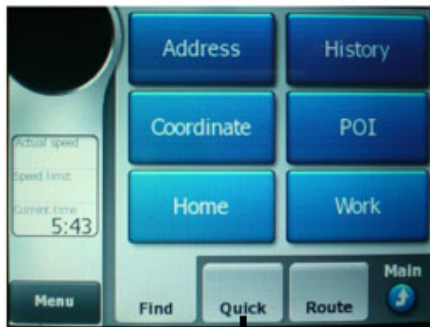 Address
History
Coordinate
POI
Home
Work
Actual speed
Speed limit
Current time
5:43
Menu
Find
Quick
Route
Main